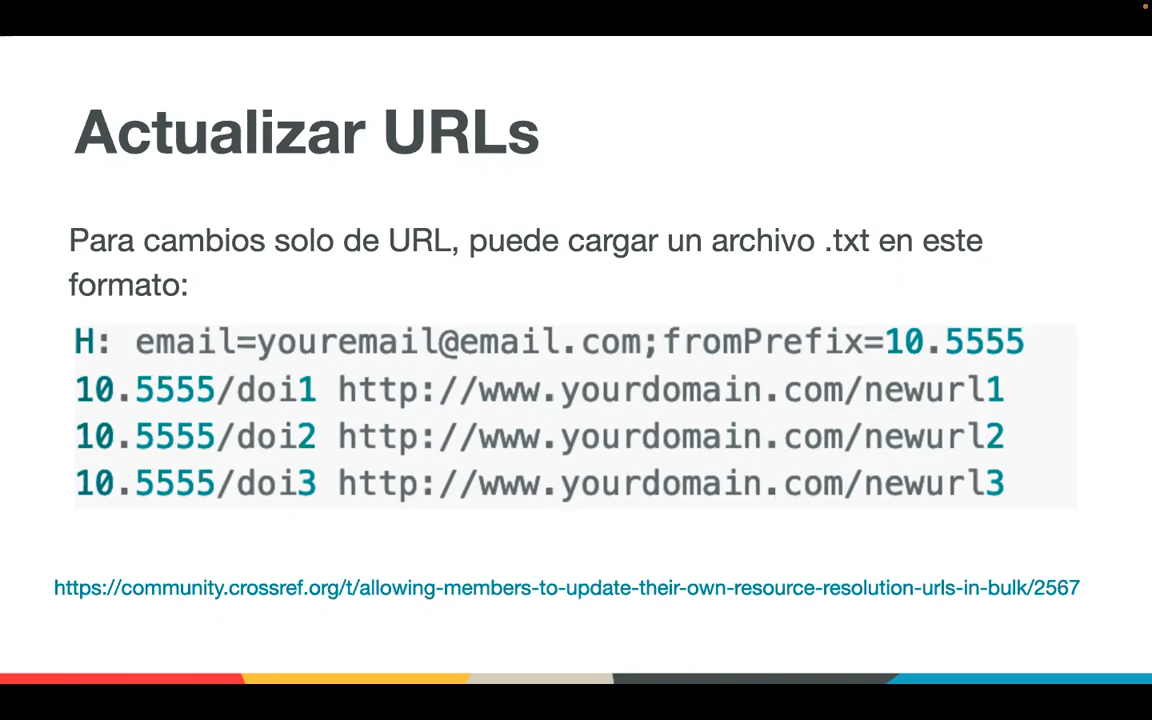 Actualizar URLs
Para cambios solo de URL, puede cargar un archivo .txt en este
formato:
H: email=youremail@email.com;fromPrefix=10.5555
10.5555/doi1 http://www.yourdomain.com/newurl1
10.5555/doi2 http://www.yourdomain.com/newurl2
10.5555/doi3 http://www.yourdomain.com/newurl3
https://community.crossref.org/t/allowing-members-to-update-their-own-resource-resolution-urls-in-bulk/2567